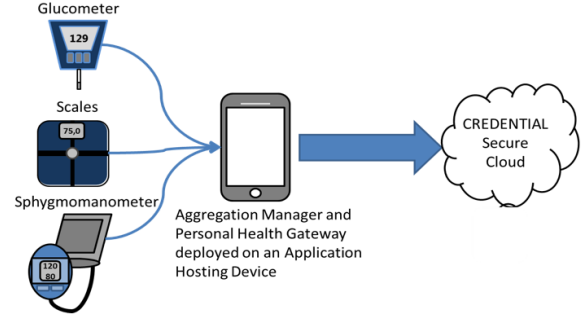 Glucometer
129
Scales
75,0
Sphygmomanometer
120
80
Aggregation Manager and
Personal Health Gateway
deployed on an Application
Hosting Device
CREDENTIAL
Secure
Cloud